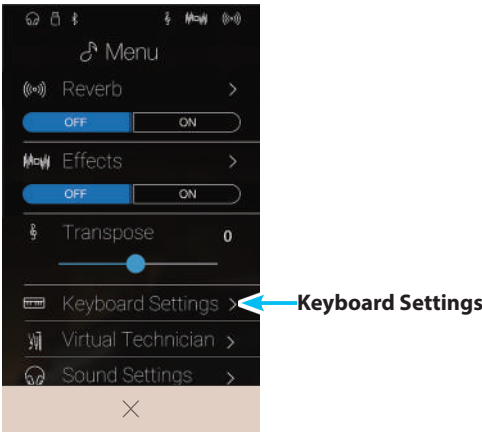 Menu
Reverb
OFF ON
Effects
OFF ON
Transpose 0
Keyboard Settings
Keyboard Settings
Virtual Technician
Sound Settings